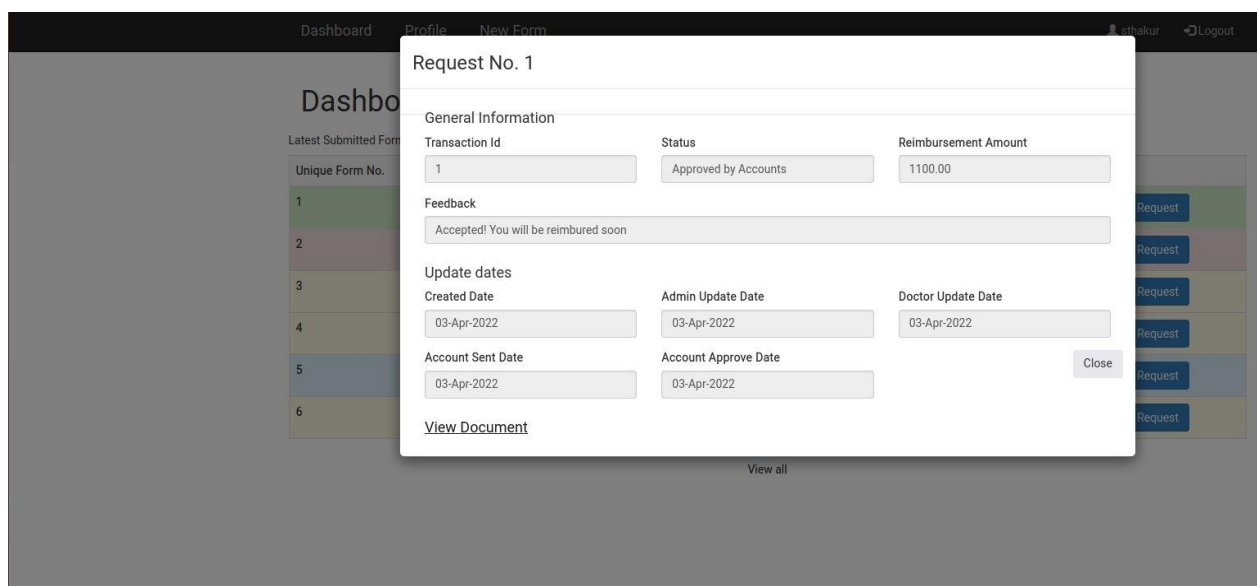 Dashboard Profile New Form sthakur Logout
Request No. 1
Dashbo
General Information
Latest Submitted Form
Transaction Id Status Reimbursement Amount
Unique Form No. 1 Approved by Accounts 1100.00
1 Request
Feedback
Accepted! You will be reimbured soon
2 Request
Update dates
3 Request
Created Date Admin Update Date Doctor Update Date
03-Apr-2022 03-Apr-2022 03-Apr-2022
4 Request
Account Sent Date Account Approve Date Close
5 Request
03-Apr-2022 03-Apr-2022
6 Request
View Document
View all